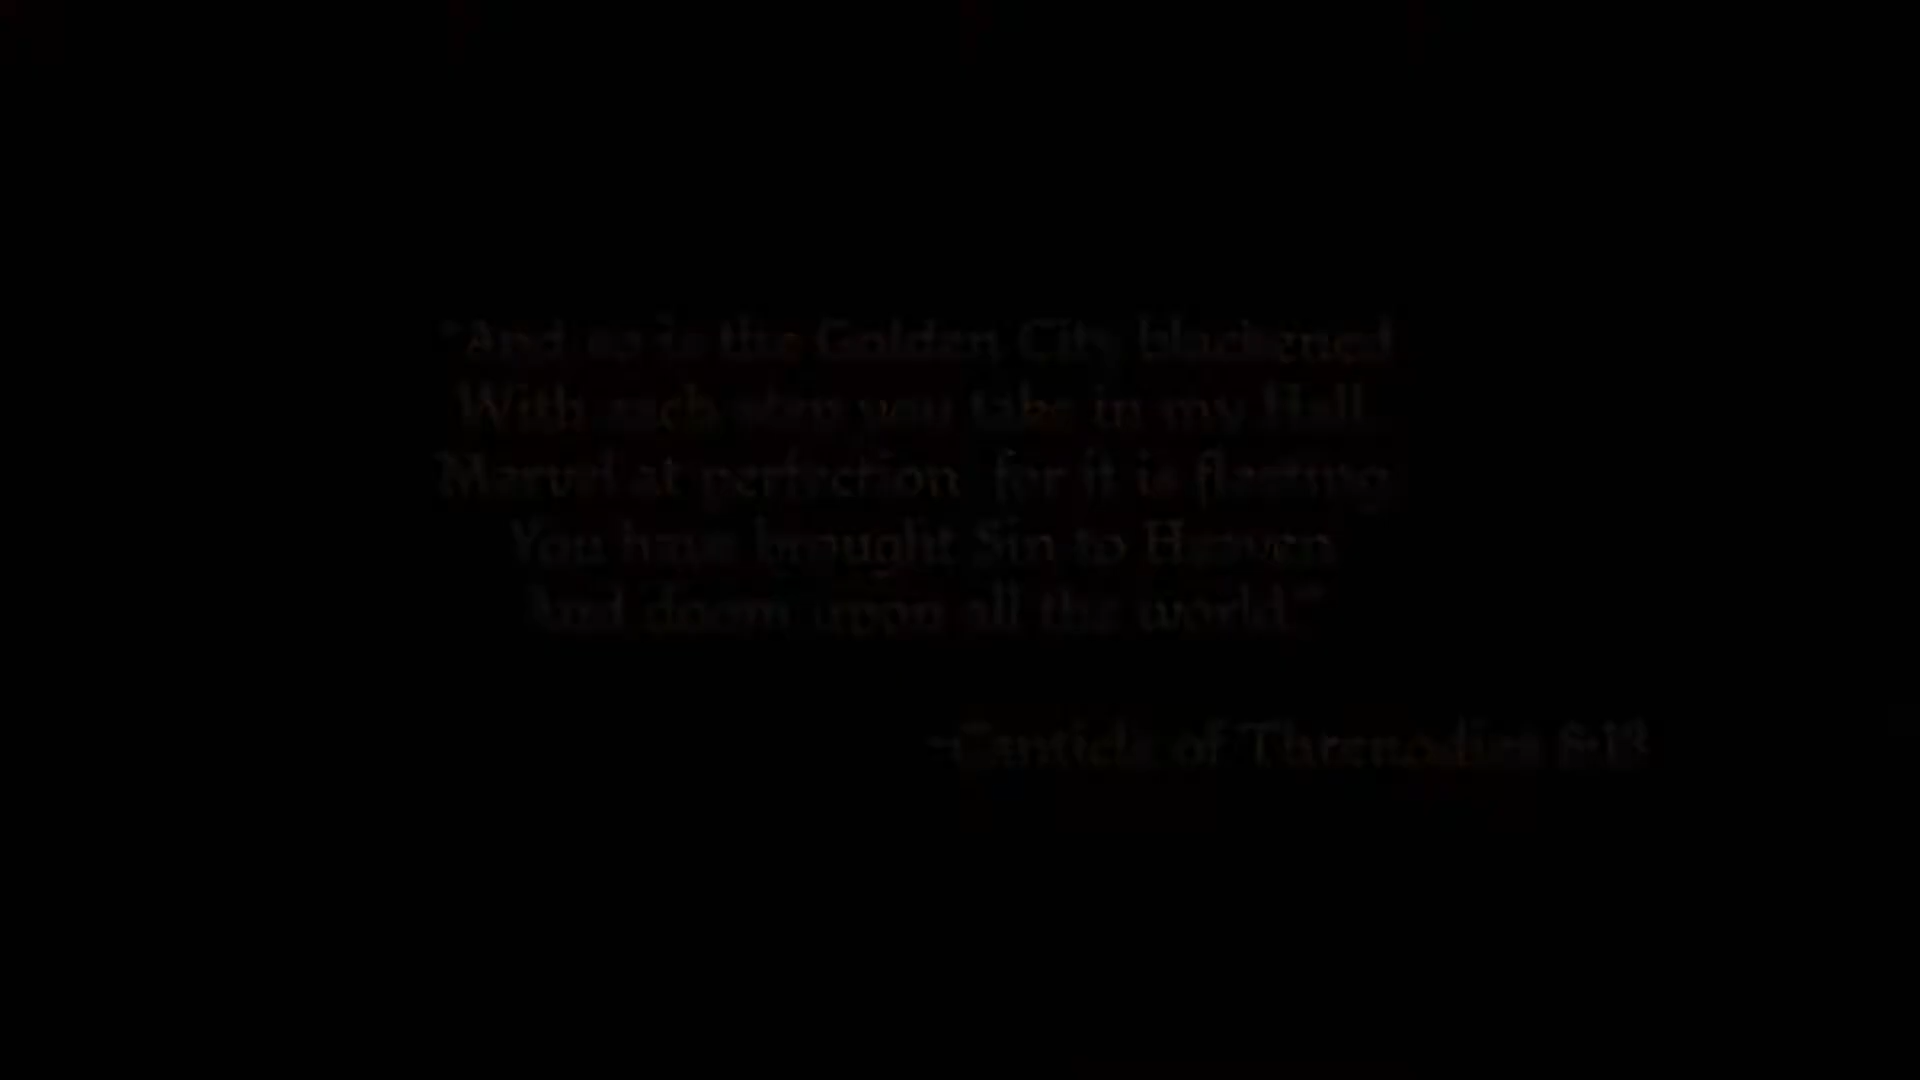 "And so is the Golden City blackened
With each step you take in my Hall.
Marvel at perfection, for it is fleeting.
You have brought Sin to Heaven
And doom upon all the world."
-Canticle of Threnodies 8:13